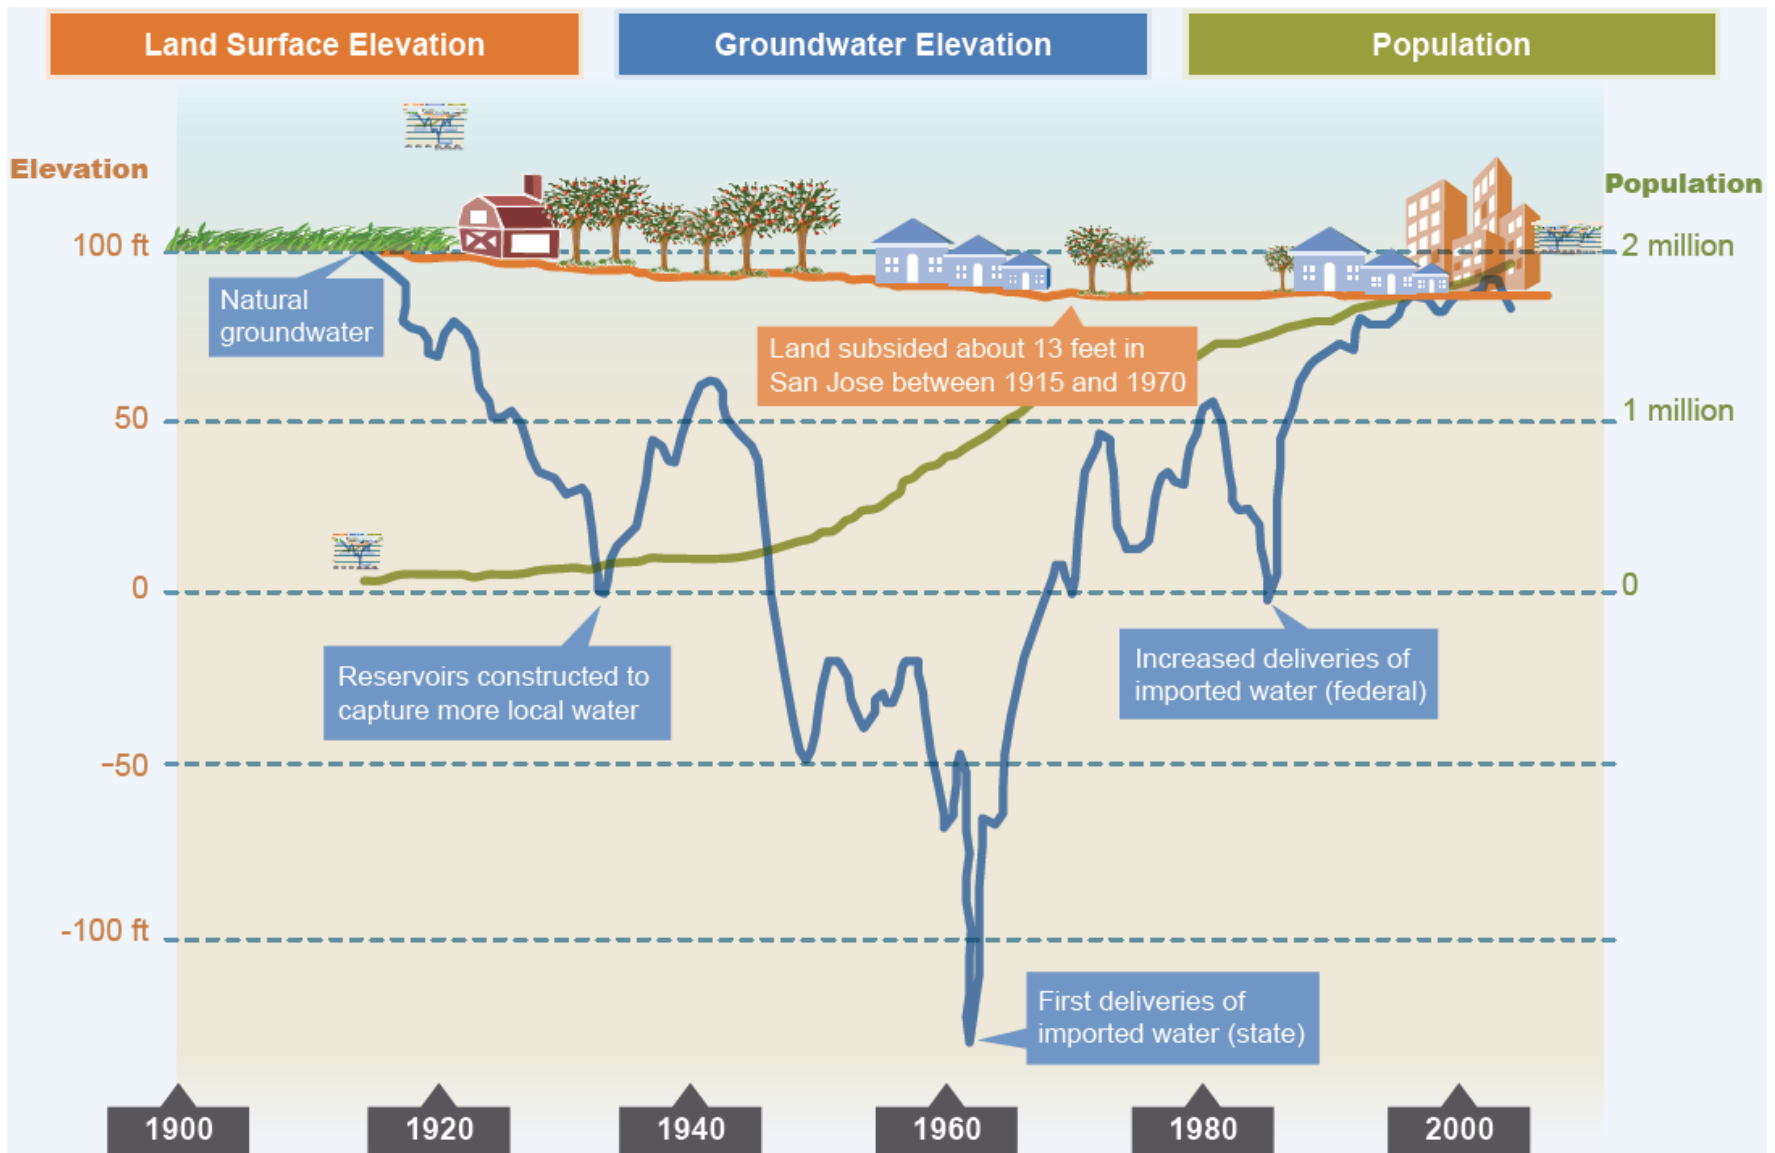 Land Surface Elevation
Groundwater Elevation
Population
Elevation
Population
100 ft
2 million
Natural
groundwater
Land subsided about 13 feet in
San Jose between 1915 and 1970
50
1 million
0
0
Reservoirs constructed to
capture more local water
Increased deliveries of
imported water (federal)
−50
-100 ft
First deliveries of
imported water (state)
1900
1920
1940
1960
1980
2000